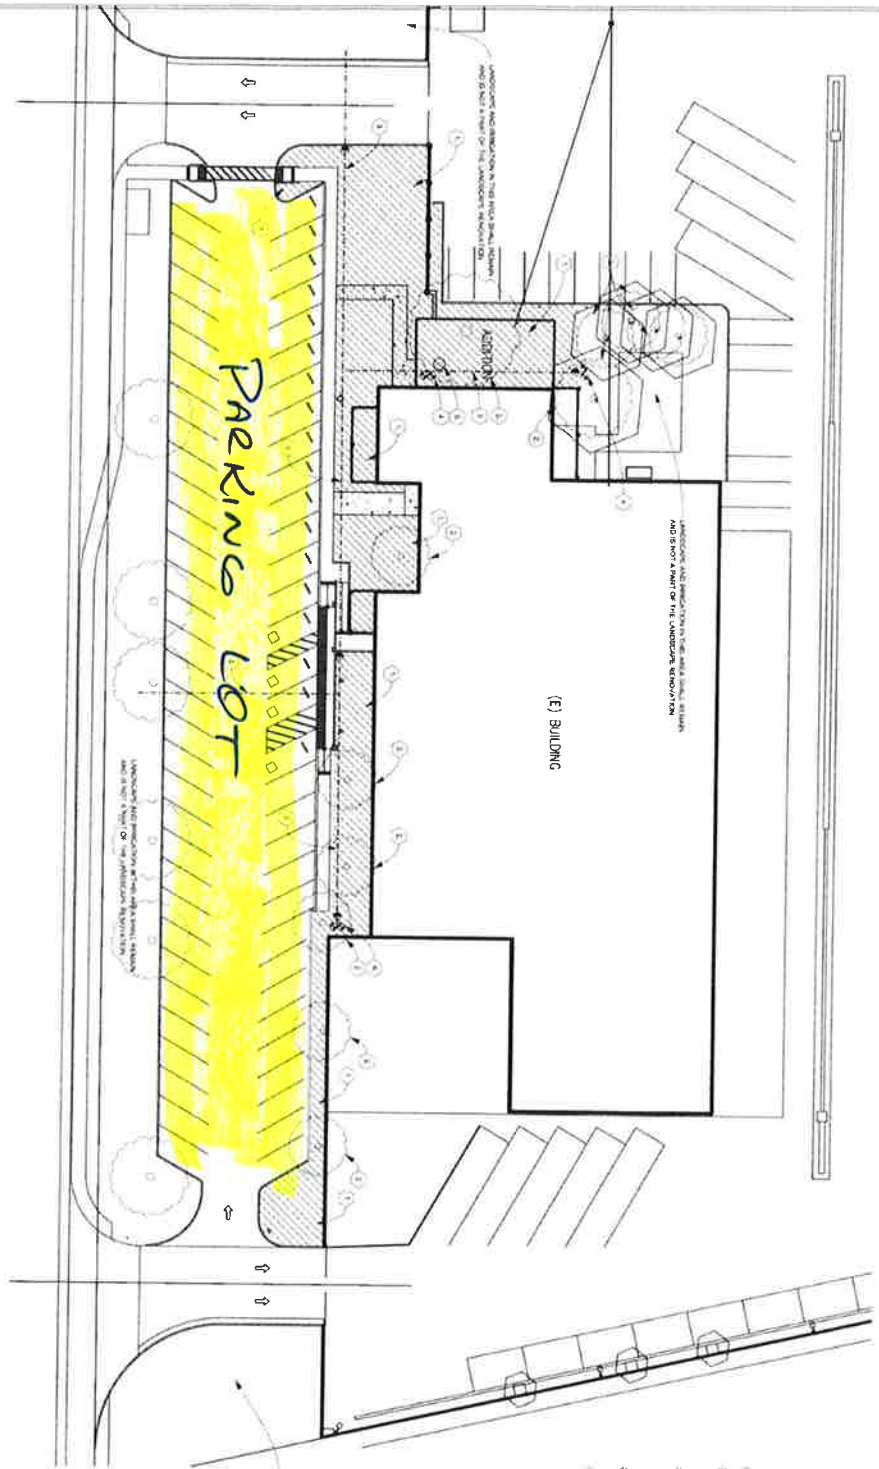 LANDSCAPE AND IRRIGATION IN THIS AREA SHALL REMAIN
AND IS NOT A PART OF THE LANDSCAPE RENOVATION
ADDITION
LANDSCAPE AND IRRIGATION IN THIS AREA SHALL REMAIN
AND IS NOT A PART OF THE LANDSCAPE RENOVATION
(E) BUILDING
PARKING LOT
LANDSCAPE AND IRRIGATION IN THIS AREA SHALL REMAIN
AND IS NOT A PART OF THE LANDSCAPE RENOVATION